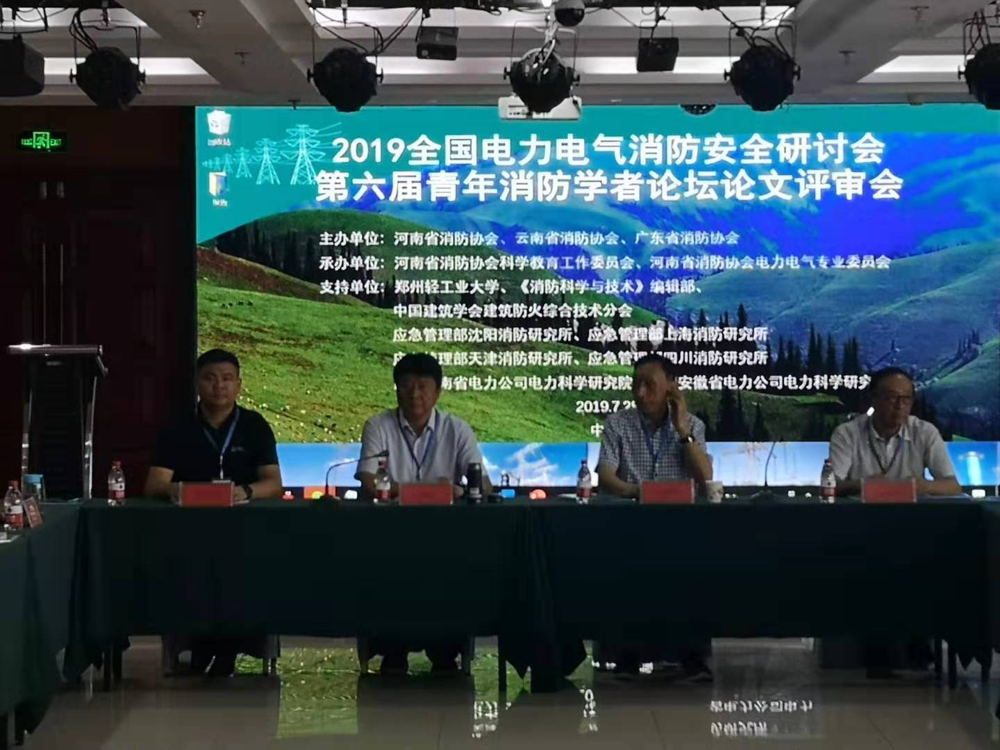 2019全国电力电气消防安全研讨会
第六届青年消防学者论坛论文评审会
主办单位：河南省消防协会、云南省消防协会、广东省消防协会
承办单位：河南省消防协会科学教育工作委员会、河南省消防协会电力电气专业委员会
支持单位：郑州轻工业大学、《消防科学与技术》编辑部、
中国建筑学会建筑防火综合技术分会
应急管理部沈阳消防研究所、应急管理部上海消防研究所
应 管理部天津消防研究所、应急管理 四川消防研究所
南省电力公司电力科学研究院 安徽省电力公司电力科学研究
2019.7.2
回收站
EXIT